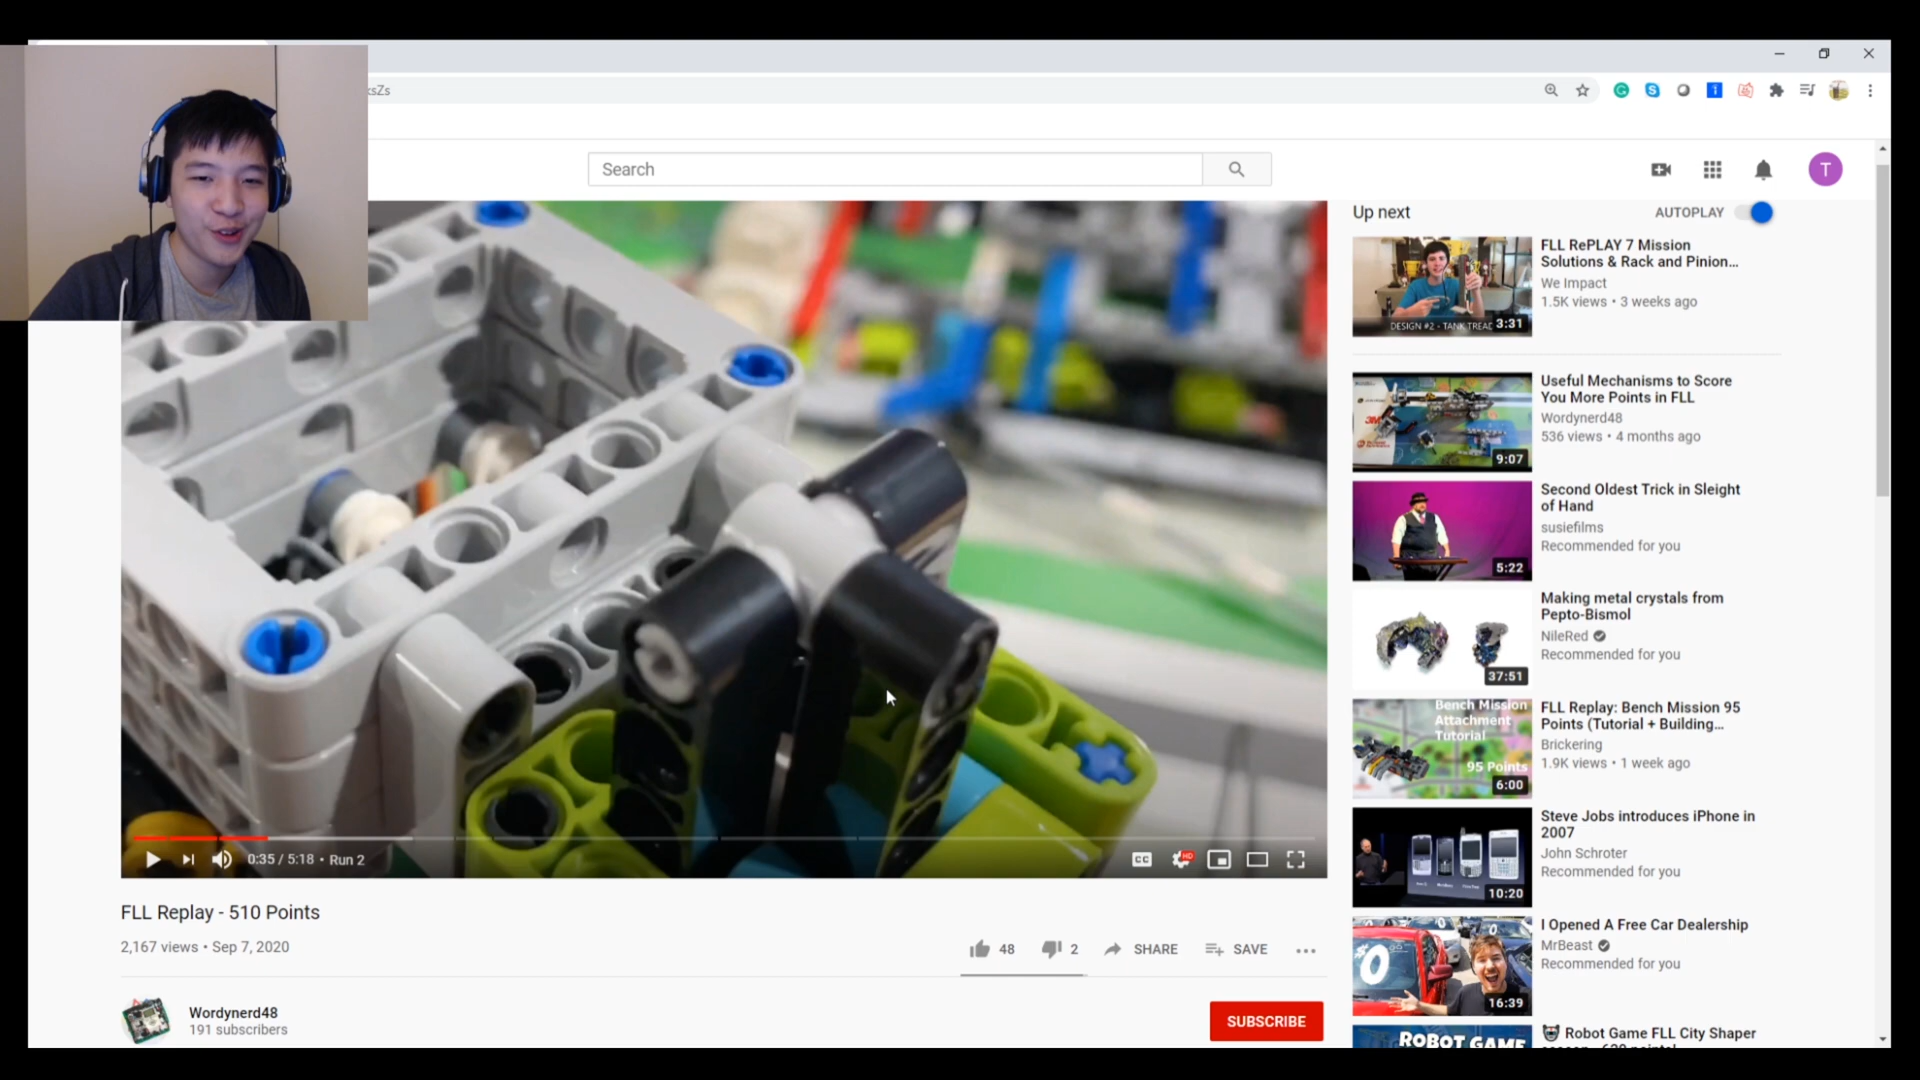 ksZs
Search
T
Up next
AUTOPLAY
FLL RePLAY 7 Mission
Solutions & Rack and Pinion...
We Impact
1.5K views • 3 weeks ago
DESIGN #2 - TANK TREAD
3:31
Useful Mechanisms to Score
You More Points in FLL
Wordynerd48
536 views • 4 months ago
9:07
Second Oldest Trick in Sleight
of Hand
susiefilms
Recommended for you
5:22
Making metal crystals from
Pepto-Bismol
NileRed
Recommended for you
37:51
Bench Mission
Attachment
Tutorial
95 Points
6:00
FLL Replay: Bench Mission 95
Points (Tutorial + Building...
Brickering
1.9K views • 1 week ago
Steve Jobs introduces iPhone in
2007
John Schroter
Recommended for you
10:20
I Opened A Free Car Dealership
MrBeast
Recommended for you
16:39
Robot Game FLL City Shaper
ROBOT GAME
0:35 / 5:18 • Run 2
CC
HD
FLL Replay - 510 Points
2,167 views • Sep 7, 2020
48
2
SHARE
SAVE
Wordynerd48
191 subscribers
SUBSCRIBE